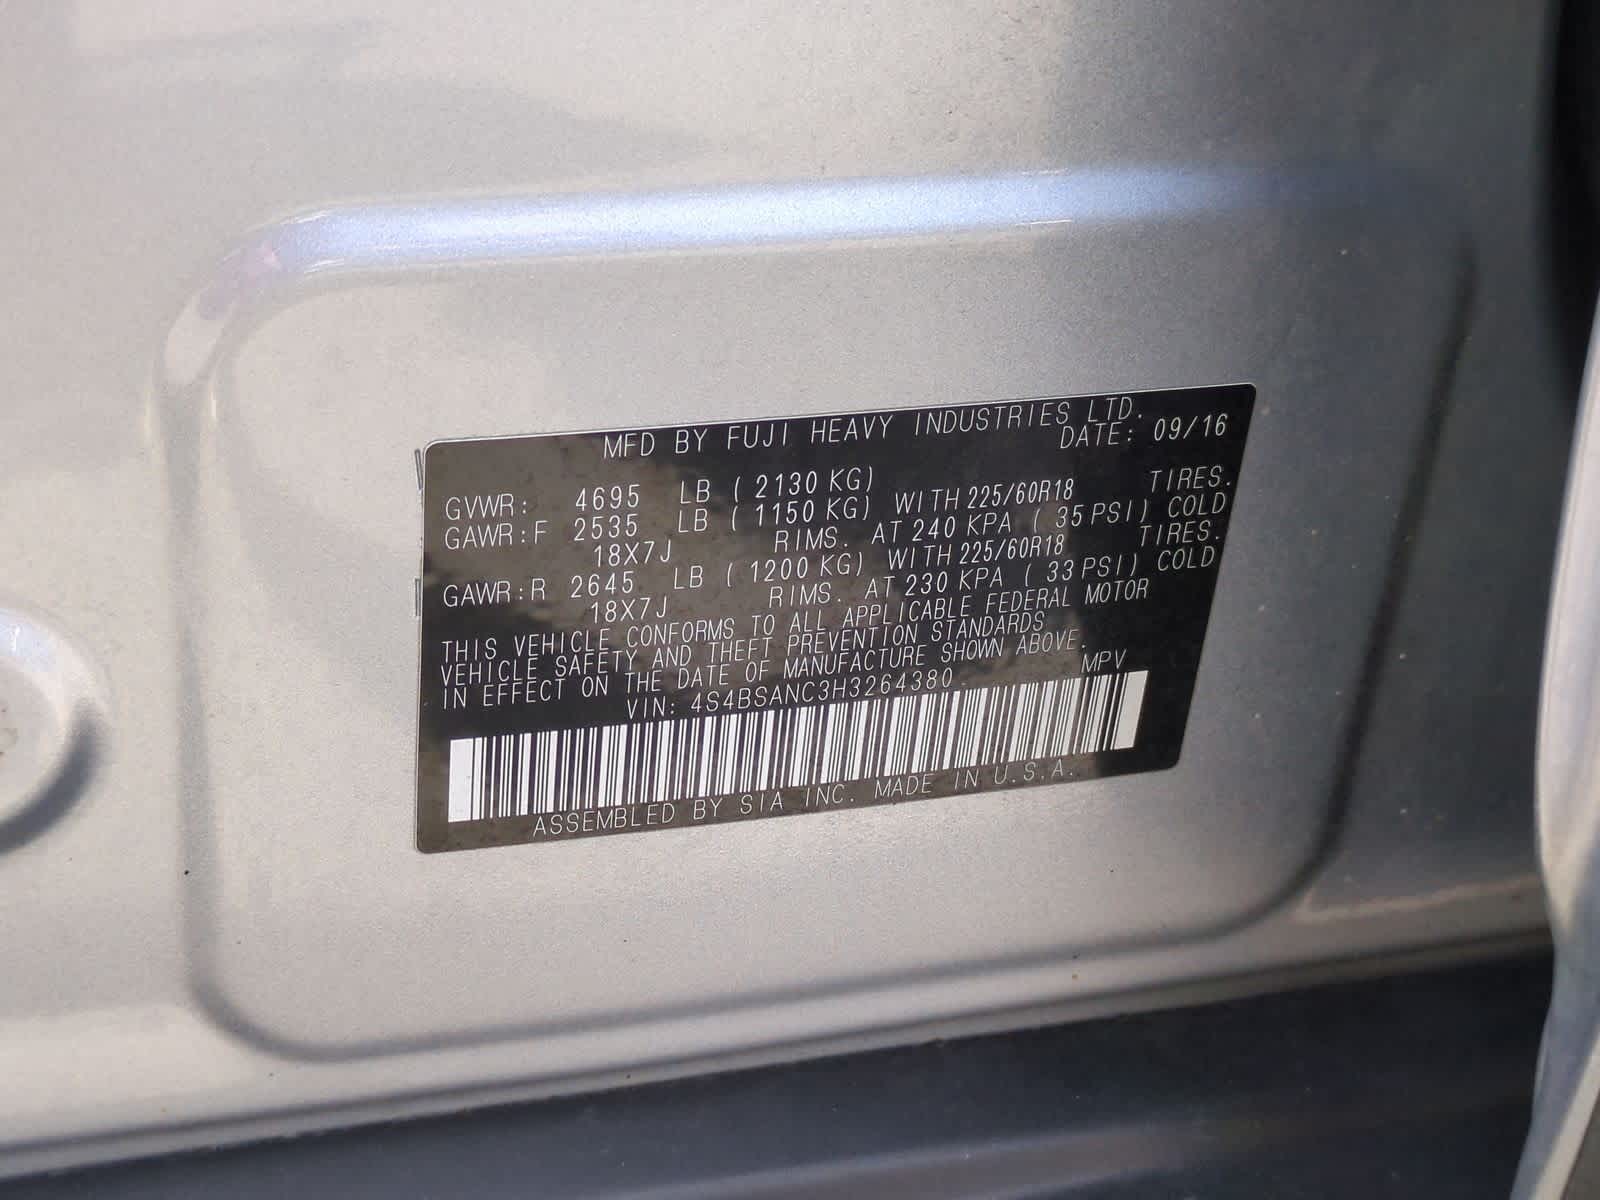 MFD BY FUJI HEAVY INDUSTRIES LTD.
DATE: 09/16
GVWR: 4695 LB ( 2130 KG)
GAWR:F 2535 LB ( 1150 KG) WITH 225/60R18 TIRES.
18X7J RIMS. AT 240 KPA ( 35 PSI) COLD
GAWR:R 2645 LB ( 1200 KG) WITH 225/60R18 TIRES.
18X7J RIMS. AT 230 KPA ( 33 PSI) COLD
THIS VEHICLE CONFORMS TO ALL APPLICABLE FEDERAL MOTOR
VEHICLE SAFETY AND THEFT PREVENTION STANDARDS
IN EFFECT ON THE DATE OF MANUFACTURE SHOWN ABOVE.
VIN: 4S4BSANC3H3264380 MPV
ASSEMBLED BY SIA INC. MADE IN U.S.A.